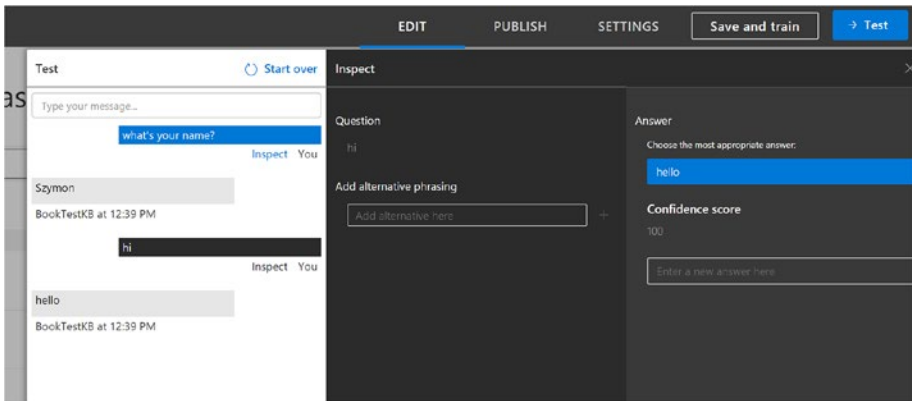 EDIT PUBLISH SETTINGS Save and train → Test
as
Test Start over
Type your message...
what's your name?
Inspect You
Szymon
BookTestKB at 12:39 PM
hi
Inspect You
hello
BookTestKB at 12:39 PM
Inspect
Question
hi
Add alternative phrasing
Add alternative here
Answer
Choose the most appropriate answer:
hello
Confidence score
100
Enter a new answer here